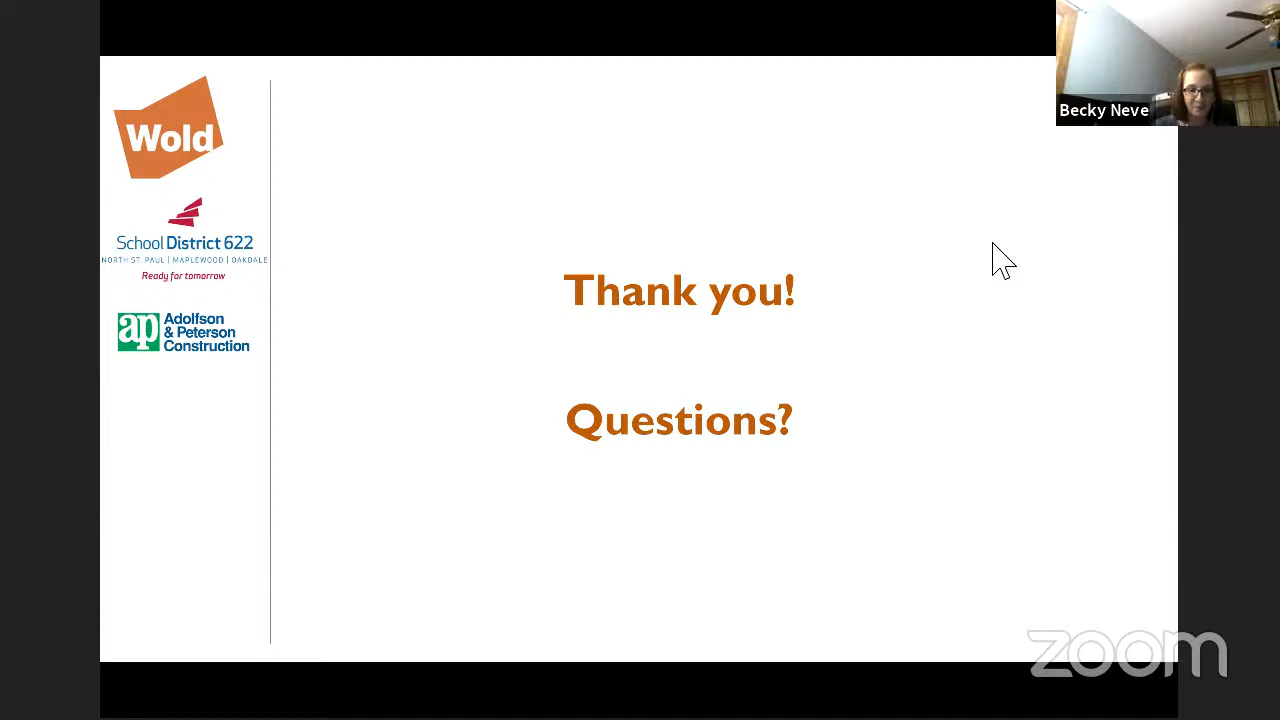 Wold
School District 622
NORTH ST. PAUL | MAPLEWOOD | OAKDALE
Ready for tomorrow
ap
Adolfson
& Peterson
Construction
Thank you!
Questions?
Becky Neve
zoom